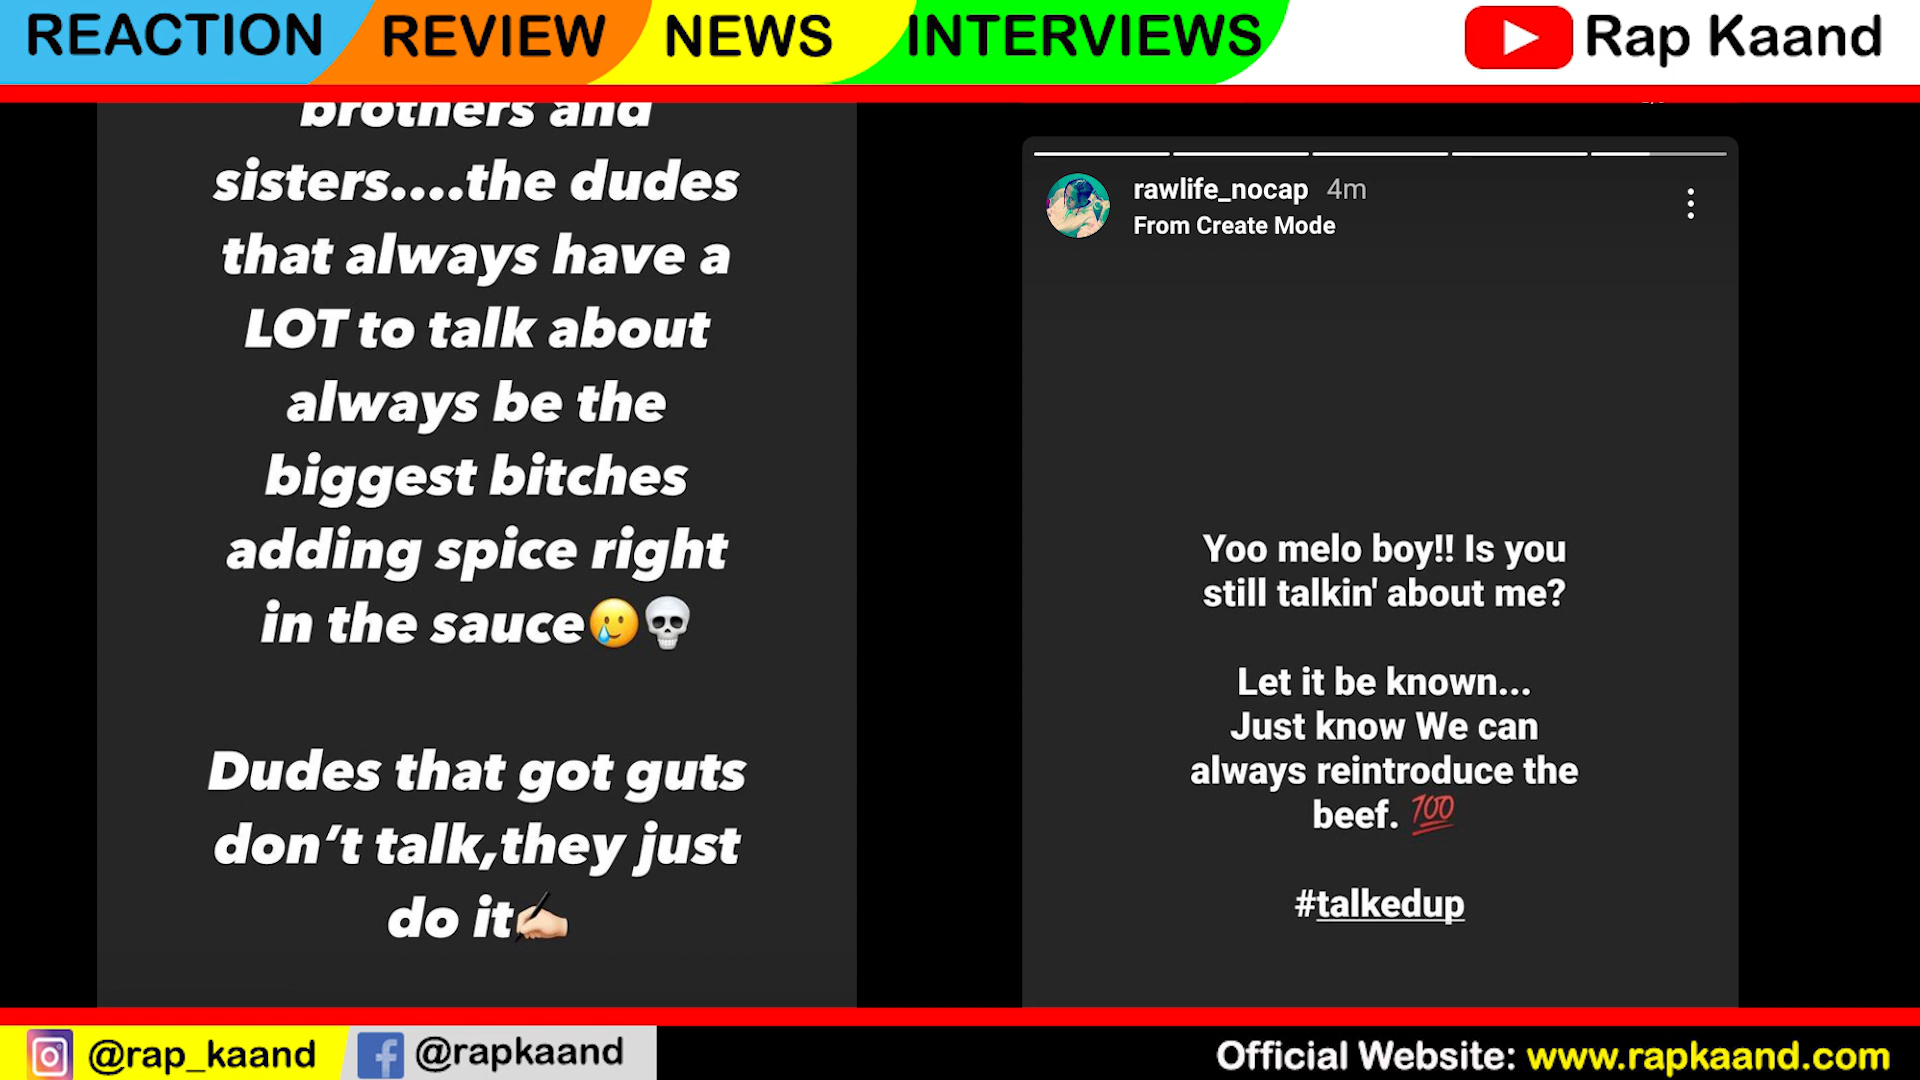 REACTION REVIEW NEWS INTERVIEWS Rap Kaand
brothers and
sisters....the dudes
that always have a
LOT to talk about
always be the
biggest bitches
adding spice right
in the sauce🥲💀
Dudes that got guts
don't talk,they just
do it✍🏻
rawlife_nocap 4m
From Create Mode
Yoo melo boy!! Is you
still talkin' about me?
Let it be known...
Just know We can
always reintroduce the
beef. 💯
#talkedup
@rap_kaand @rapkaand Official Website: www.rapkaand.com